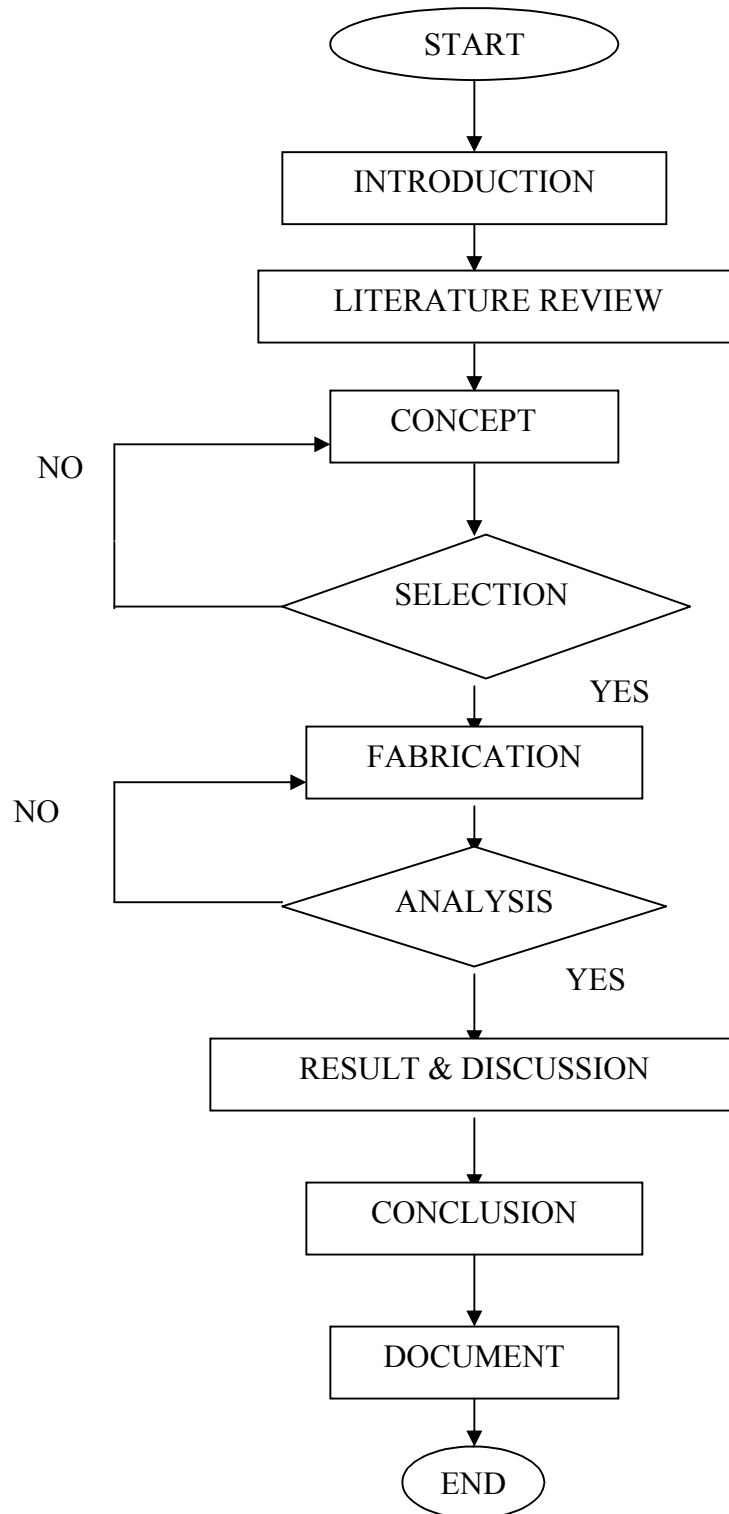 START
INTRODUCTION
LITERATURE REVIEW
CONCEPT
NO
SELECTION
YES
FABRICATION
NO
ANALYSIS
YES
RESULT & DISCUSSION
CONCLUSION
DOCUMENT
END